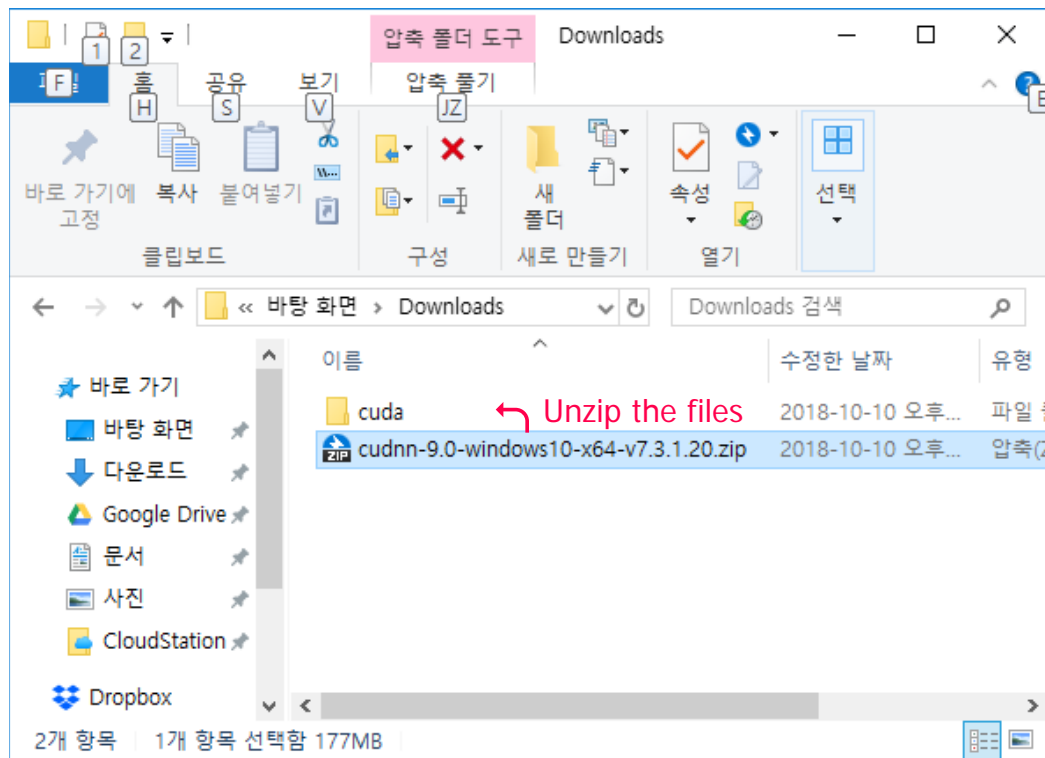 1 2 압축 폴더 도구 Downloads
F 홈 공유 보기 압축 풀기
H S V JZ E
바로 가기에 고정
복사
붙여넣기
새 폴더
속성
선택
클립보드 구성 새로 만들기 열기
« 바탕 화면 > Downloads Downloads 검색
이름 수정한 날짜 유형
바로 가기
바탕 화면
다운로드
Google Drive
문서
사진
CloudStation
Dropbox
cuda Unzip the files 2018-10-10 오후... 파일
ZIP cudnn-9.0-windows10-x64-v7.3.1.20.zip 2018-10-10 오후... 압축(
2개 항목 1개 항목 선택함 177MB